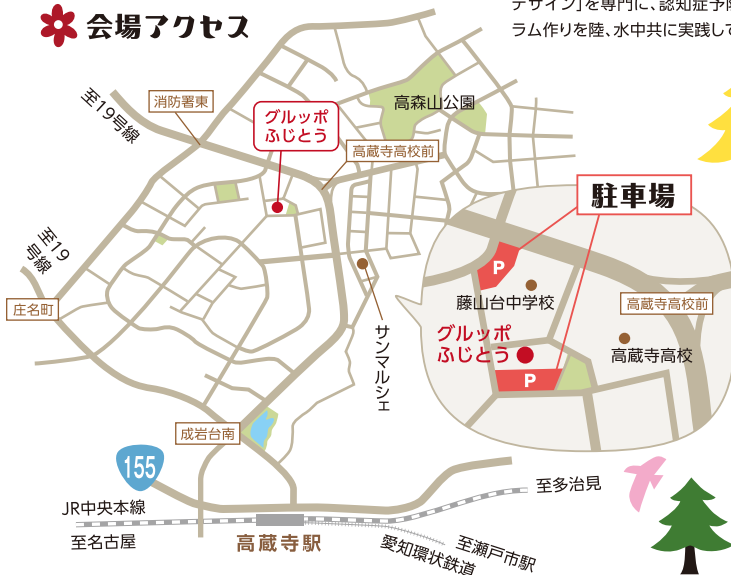 会場アクセス
デザイン」を専門に、認知症予
ラム作りを陸、水中共に実践して
至19号線
消防署東
グルッポ
ふじとう
高森山公園
高蔵寺高校前
駐車場
至19
号線
庄名町
P
藤山台中学校
高蔵寺高校前
グルッポ
ふじとう
高蔵寺高校
P
サンマルシェ
成岩台南
155
JR中央本線
至多治見
至名古屋
高蔵寺駅
愛知環状鉄道
至瀬戸市駅